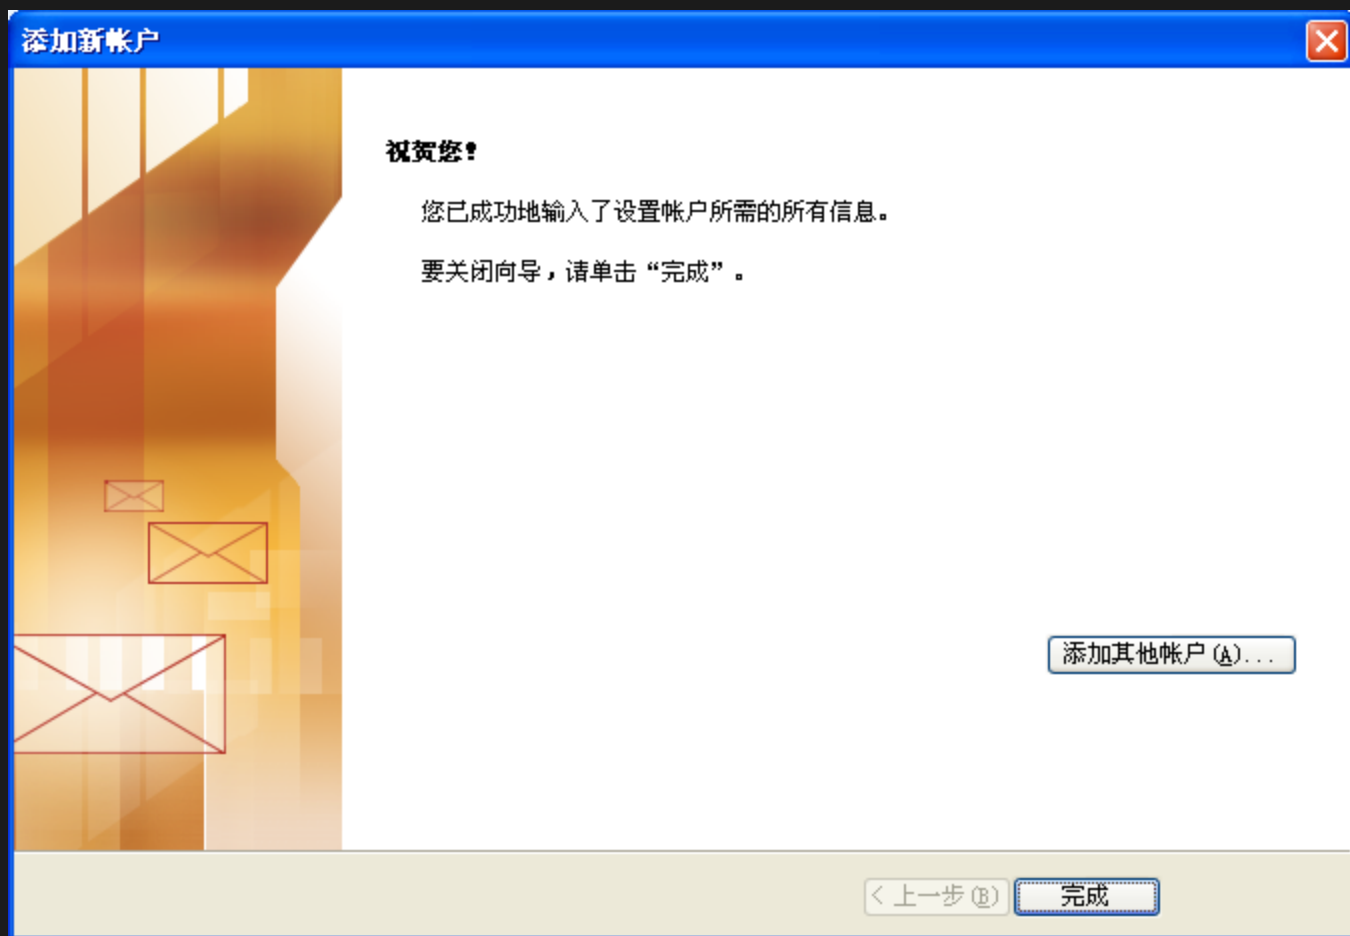 添加新帐户
祝贺您!
您已成功地输入了设置帐户所需的所有信息。
要关闭向导，请单击“完成”。
添加其他帐户(A)...
< 上一步(B)
完成